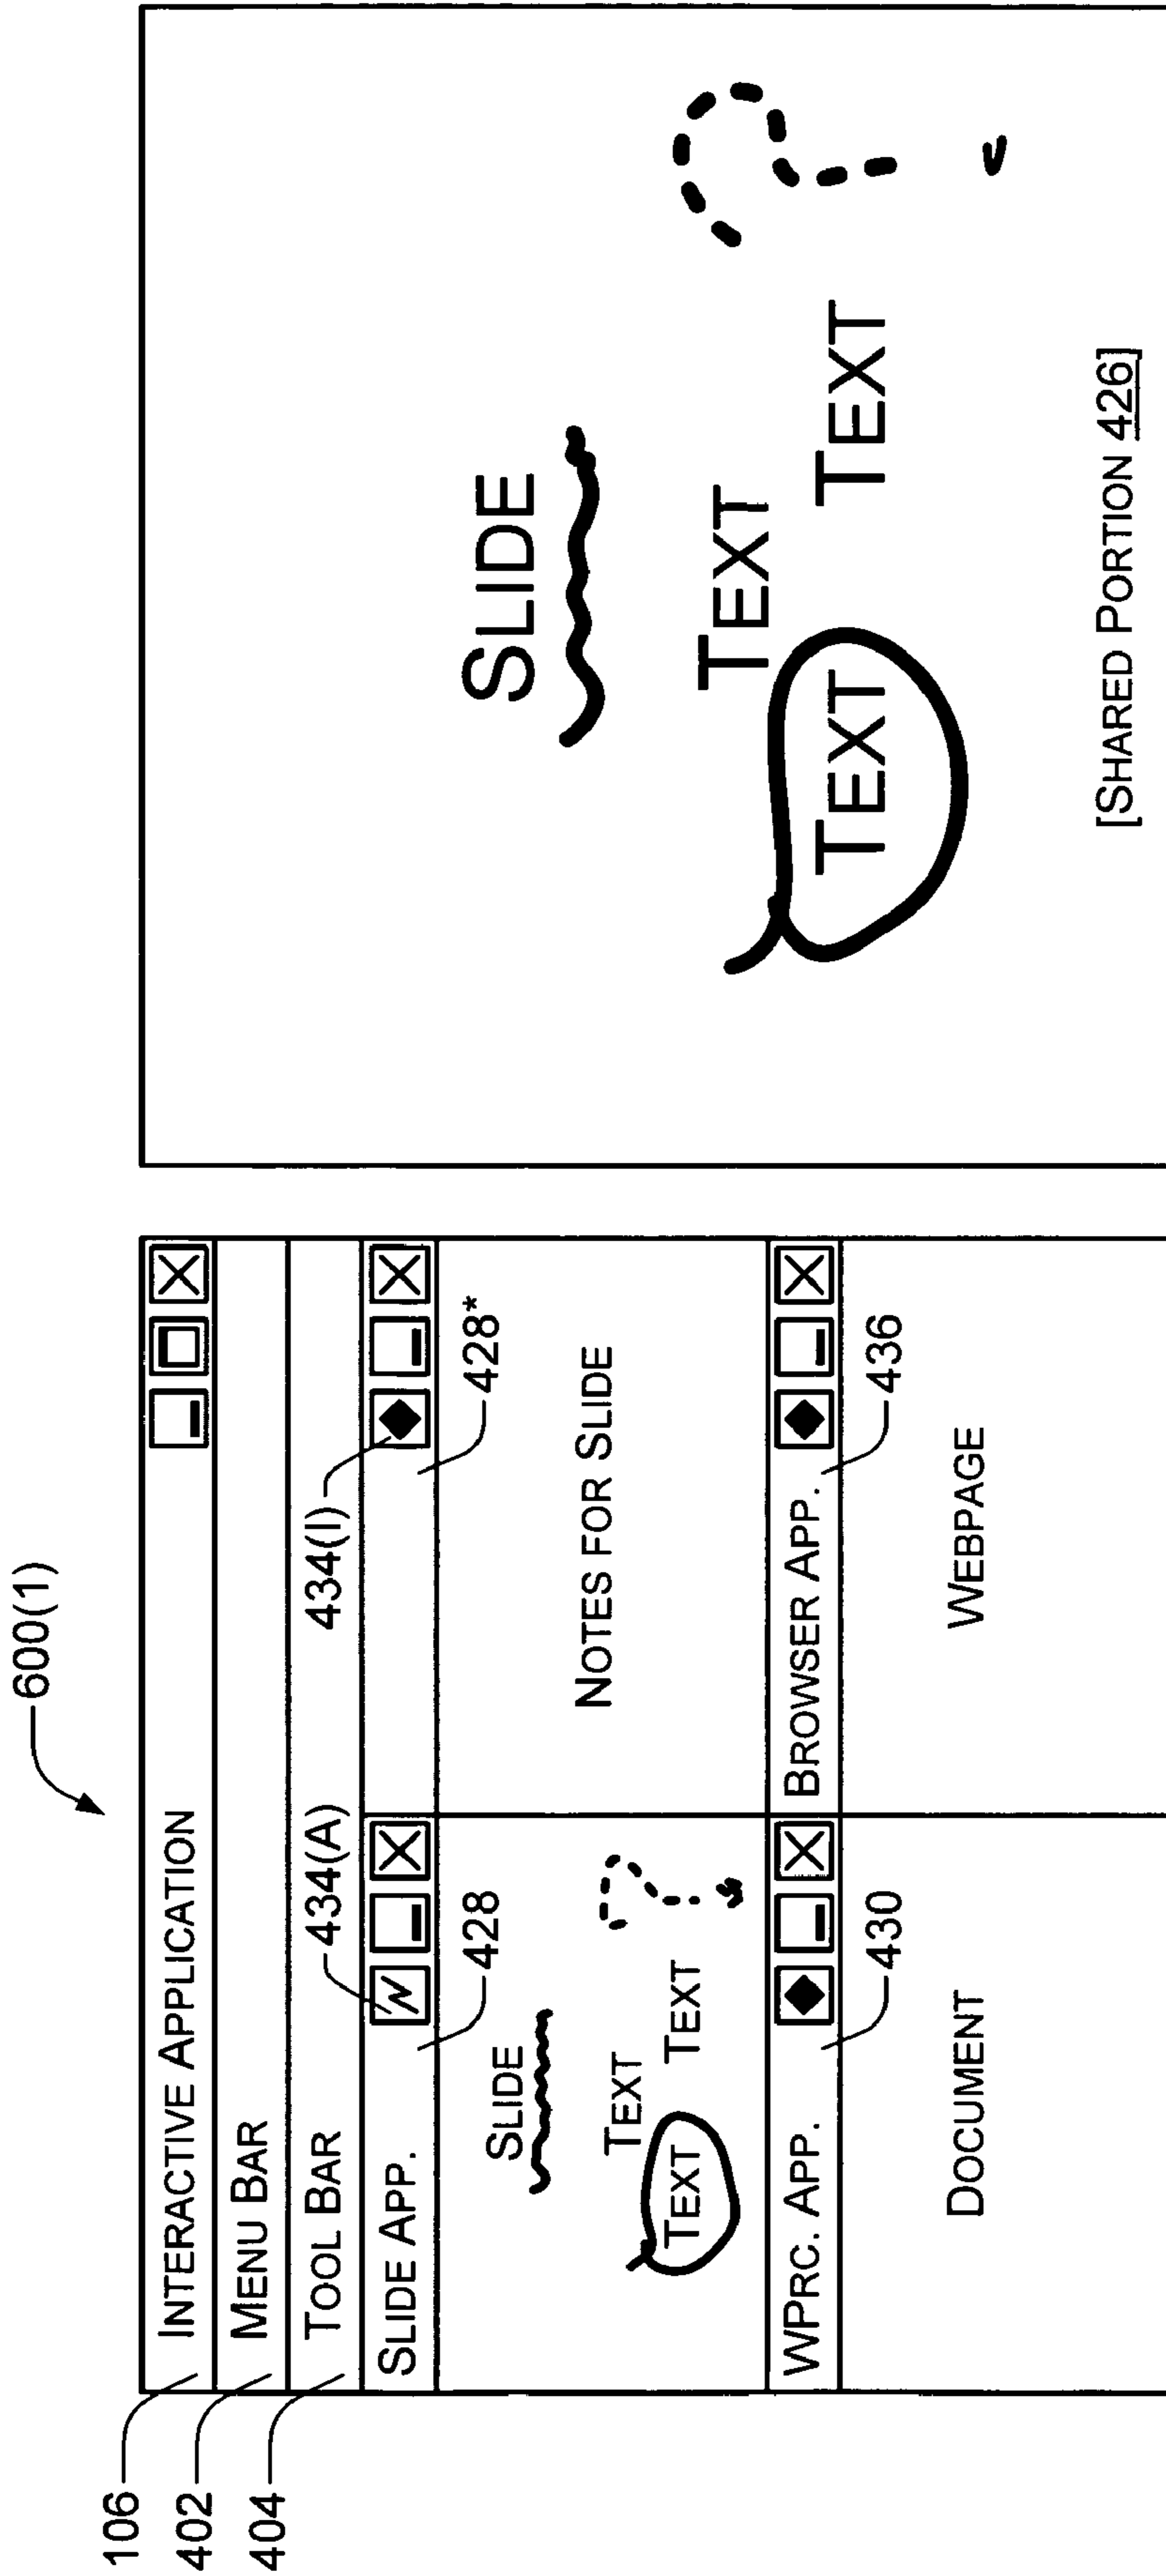 600(1)
106
INTERACTIVE APPLICATION
402
MENU BAR
404
TOOL BAR
434(A)
434(I)
SLIDE APP.
428
428*
SLIDE
TEXT
TEXT TEXT
NOTES FOR SLIDE
WPRC. APP.
BROWSER APP.
430
436
DOCUMENT
WEBPAGE
SLIDE
TEXT
TEXT TEXT
[SHARED PORTION 426]